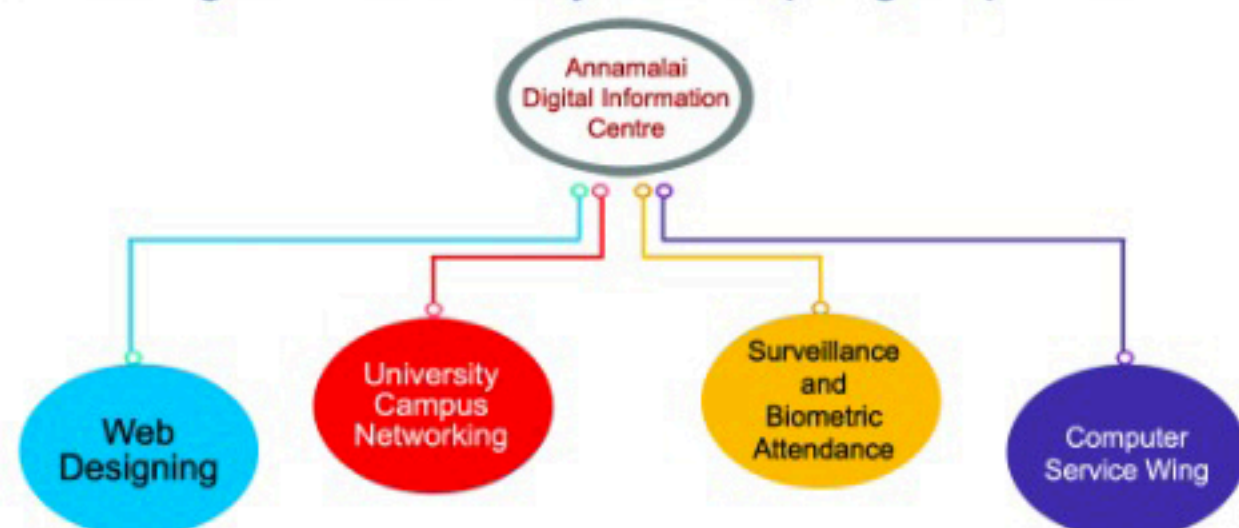 Annamalai
Digital Information
Centre
Web
Designing
University
Campus
Networking
Surveillance
and
Biometric
Attendance
Computer
Service Wing